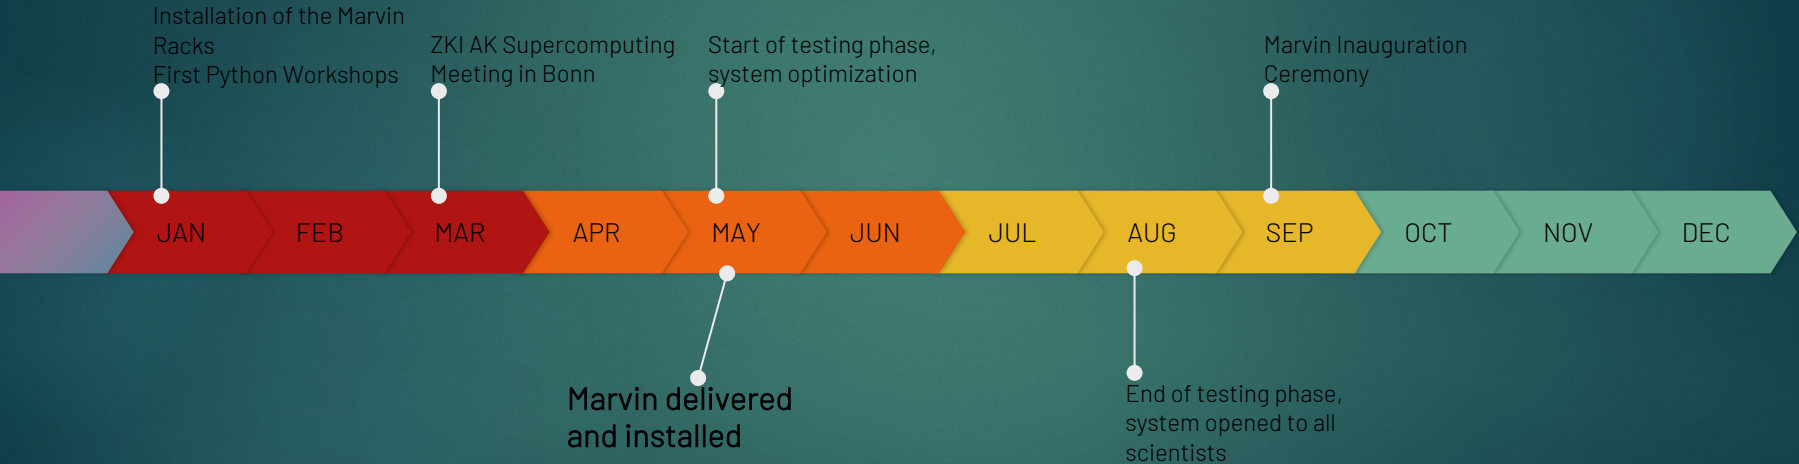 Installation of the Marvin
Racks
First Python Workshops
ZKI AK Supercomputing
Meeting in Bonn
Start of testing phase,
system optimization
Marvin Inauguration
Ceremony
JAN
FEB
MAR
APR
MAY
JUN
JUL
AUG
SEP
OCT
NOV
DEC
Marvin delivered
and installed
End of testing phase,
system opened to all
scientists